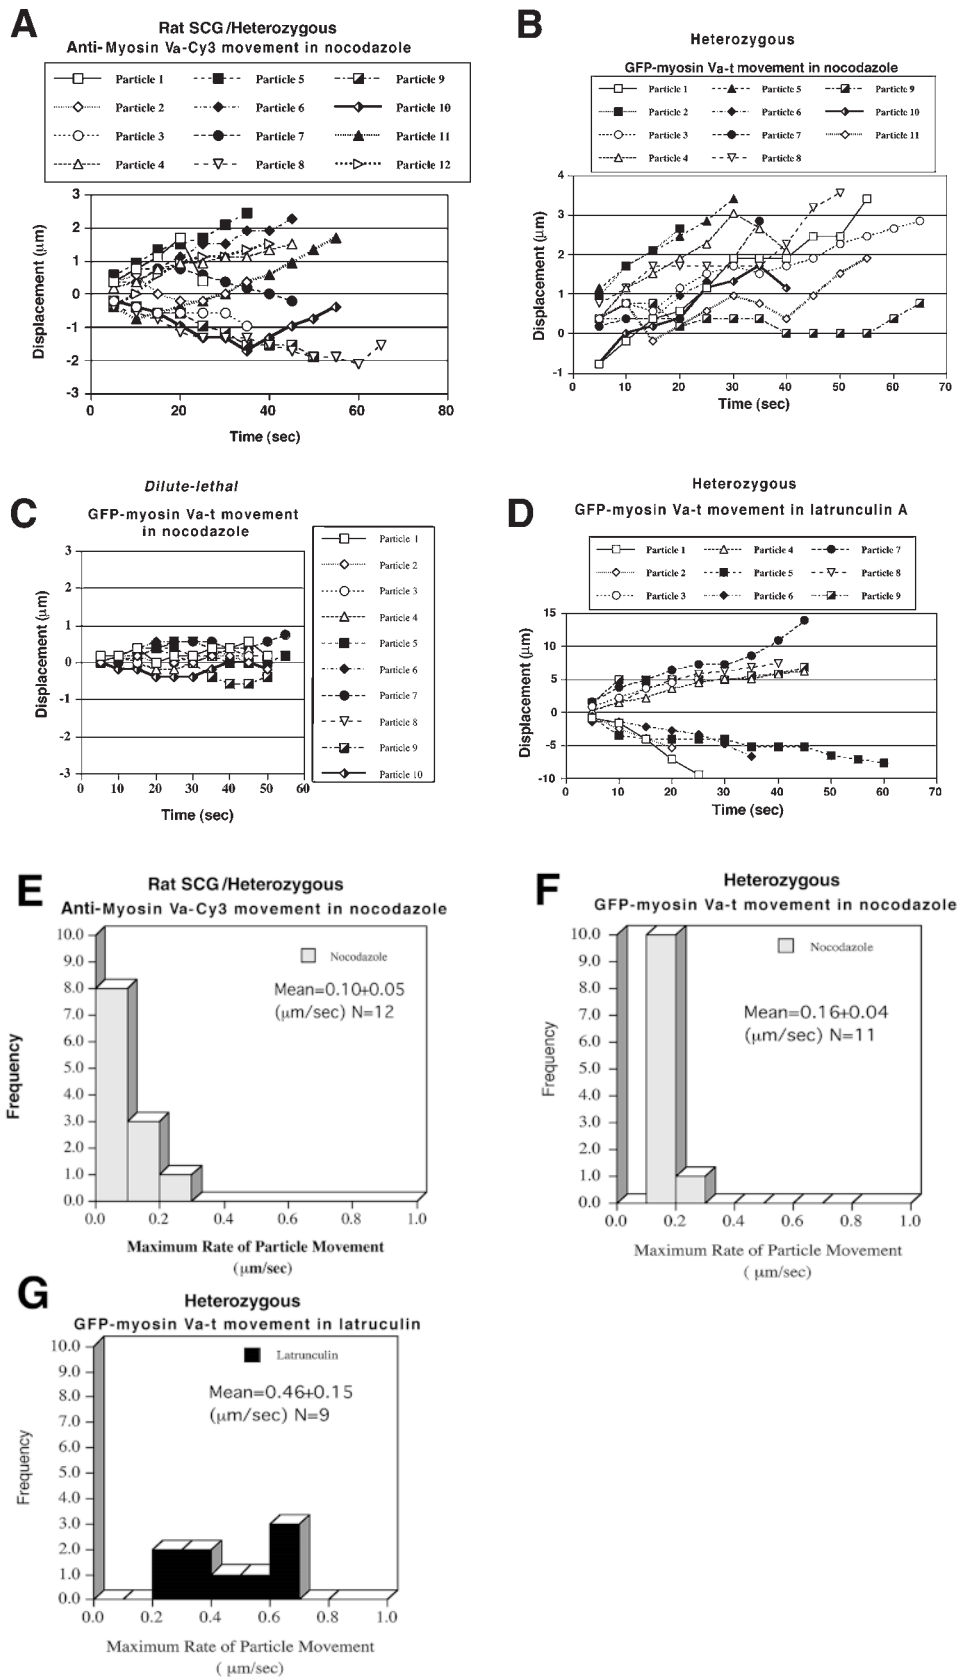 A
Rat SCG/Heterozygous
Anti-Myosin Va-Cy3 movement in nocodazole
Particle 1 Particle 5 Particle 9
Particle 2 Particle 6 Particle 10
Particle 3 Particle 7 Particle 11
Particle 4 Particle 8 Particle 12
Displacement (μm)
3
2
1
0
-1
-2
-3
0 20 40 60 80
Time (sec)
B
Heterozygous
GFP-myosin Va-t movement in nocodazole
Particle 1 Particle 5 Particle 9
Particle 2 Particle 6 Particle 10
Particle 3 Particle 7 Particle 11
Particle 4 Particle 8
Displacement (μm)
4
3
2
1
0
-1
0 10 20 30 40 50 60 70
Time (sec)
C
Dilute-lethal
GFP-myosin Va-t movement
in nocodazole
Particle 1
Particle 2
Particle 3
Particle 4
Particle 5
Particle 6
Particle 7
Particle 8
Particle 9
Particle 10
Displacement (μm)
3
2
1
0
-1
-2
-3
0 10 20 30 40 50 60
Time (sec)
D
Heterozygous
GFP-myosin Va-t movement in latrunculin A
Particle 1 Particle 4 Particle 7
Particle 2 Particle 5 Particle 8
Particle 3 Particle 6 Particle 9
Displacement (μm)
15
10
5
0
-5
-10
0 10 20 30 40 50 60 70
Time (sec)
E
Rat SCG/Heterozygous
Anti-Myosin Va-Cy3 movement in nocodazole
Nocodazole
Mean=0.10+0.05
(μm/sec) N=12
Frequency
10.0
9.0
8.0
7.0
6.0
5.0
4.0
3.0
2.0
1.0
0.0
0.0 0.2 0.4 0.6 0.8 1.0
Maximum Rate of Particle Movement
(μm/sec)
F
Heterozygous
GFP-myosin Va-t movement in nocodazole
Nocodazole
Mean=0.16+0.04
(μm/sec) N=11
Frequency
10.0
9.0
8.0
7.0
6.0
5.0
4.0
3.0
2.0
1.0
0.0
0.0 0.2 0.4 0.6 0.8 1.0
Maximum Rate of Particle Movement
( μm/sec)
G
Heterozygous
GFP-myosin Va-t movement in latruculin
Latrunculin
Mean=0.46+0.15
(μm/sec) N=9
Frequency
10.0
9.0
8.0
7.0
6.0
5.0
4.0
3.0
2.0
1.0
0.0
0.0 0.2 0.4 0.6 0.8 1.0
Maximum Rate of Particle Movement
( μm/sec)